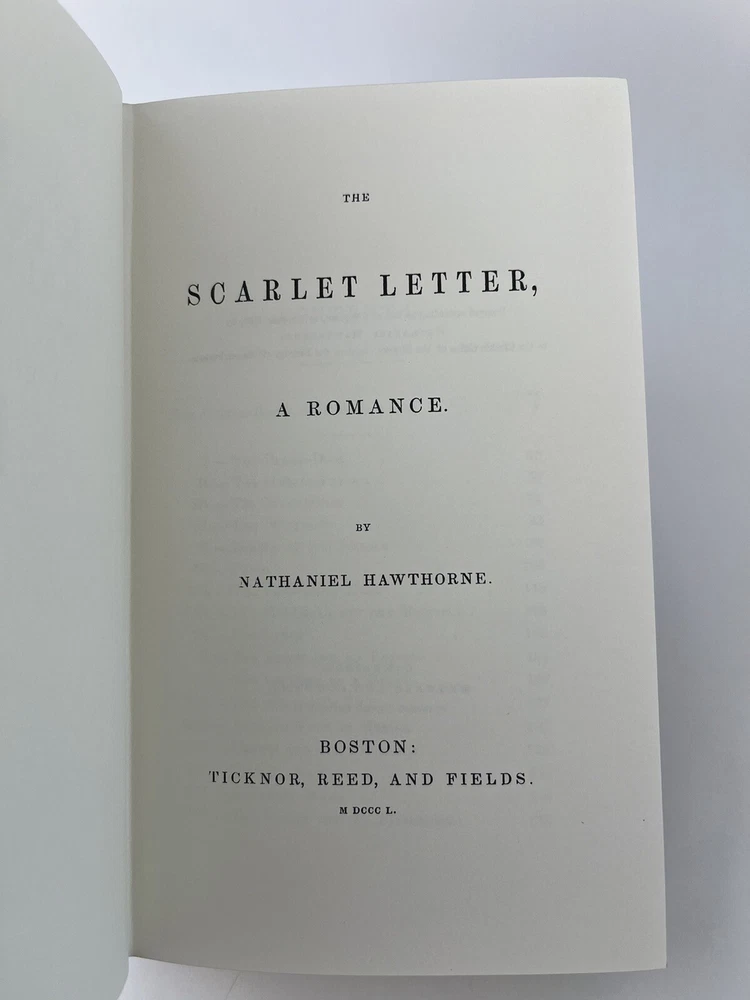 THE
SCARLET LETTER,
A ROMANCE.
BY
NATHANIEL HAWTHORNE.
BOSTON:
TICKNOR, REED, AND FIELDS.
M DCCC L.